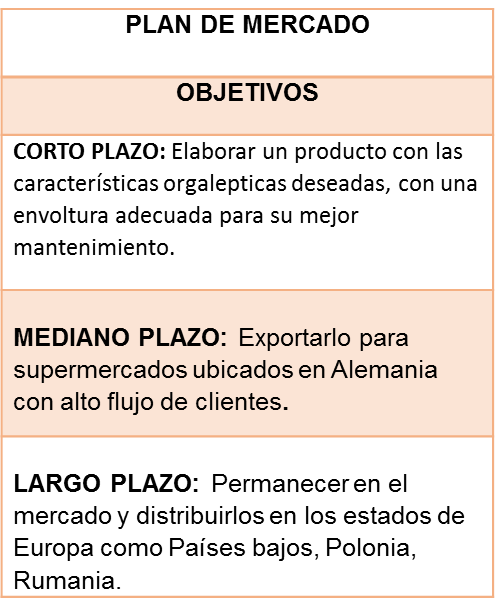 PLAN DE MERCADO
OBJETIVOS
CORTO PLAZO: Elaborar un producto con las
características orgalepticas deseadas, con una
envoltura adecuada para su mejor
mantenimiento.
MEDIANO PLAZO: Exportarlo para
supermercados ubicados en Alemania
con alto flujo de clientes.
LARGO PLAZO: Permanecer en el
mercado y distribuirlos en los estados de
Europa como Países bajos, Polonia,
Rumania.